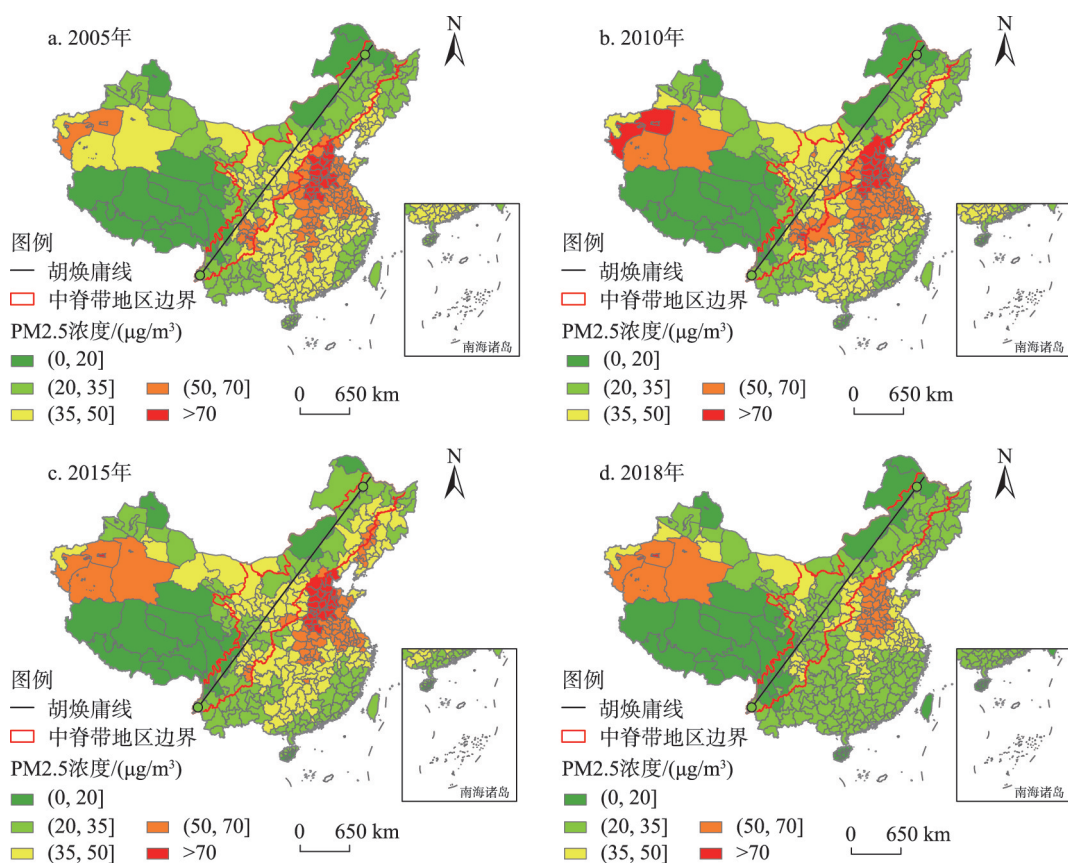 a. 2005年
N
图例
胡焕庸线
中脊带地区边界
PM2.5浓度/(μg/m³)
(0, 20]
(20, 35]
(50, 70]
(35, 50]
>70
0 650 km
南海诸岛
b. 2010年
N
图例
胡焕庸线
中脊带地区边界
PM2.5浓度/(μg/m³)
(0, 20]
(20, 35]
(50, 70]
(35, 50]
>70
0 650 km
南海诸岛
c. 2015年
N
图例
胡焕庸线
中脊带地区边界
PM2.5浓度/(μg/m³)
(0, 20]
(20, 35]
(50, 70]
(35, 50]
>70
0 650 km
南海诸岛
d. 2018年
N
图例
胡焕庸线
中脊带地区边界
PM2.5浓度/(μg/m³)
(0, 20]
(20, 35]
(50, 70]
(35, 50]
>70
0 650 km
南海诸岛